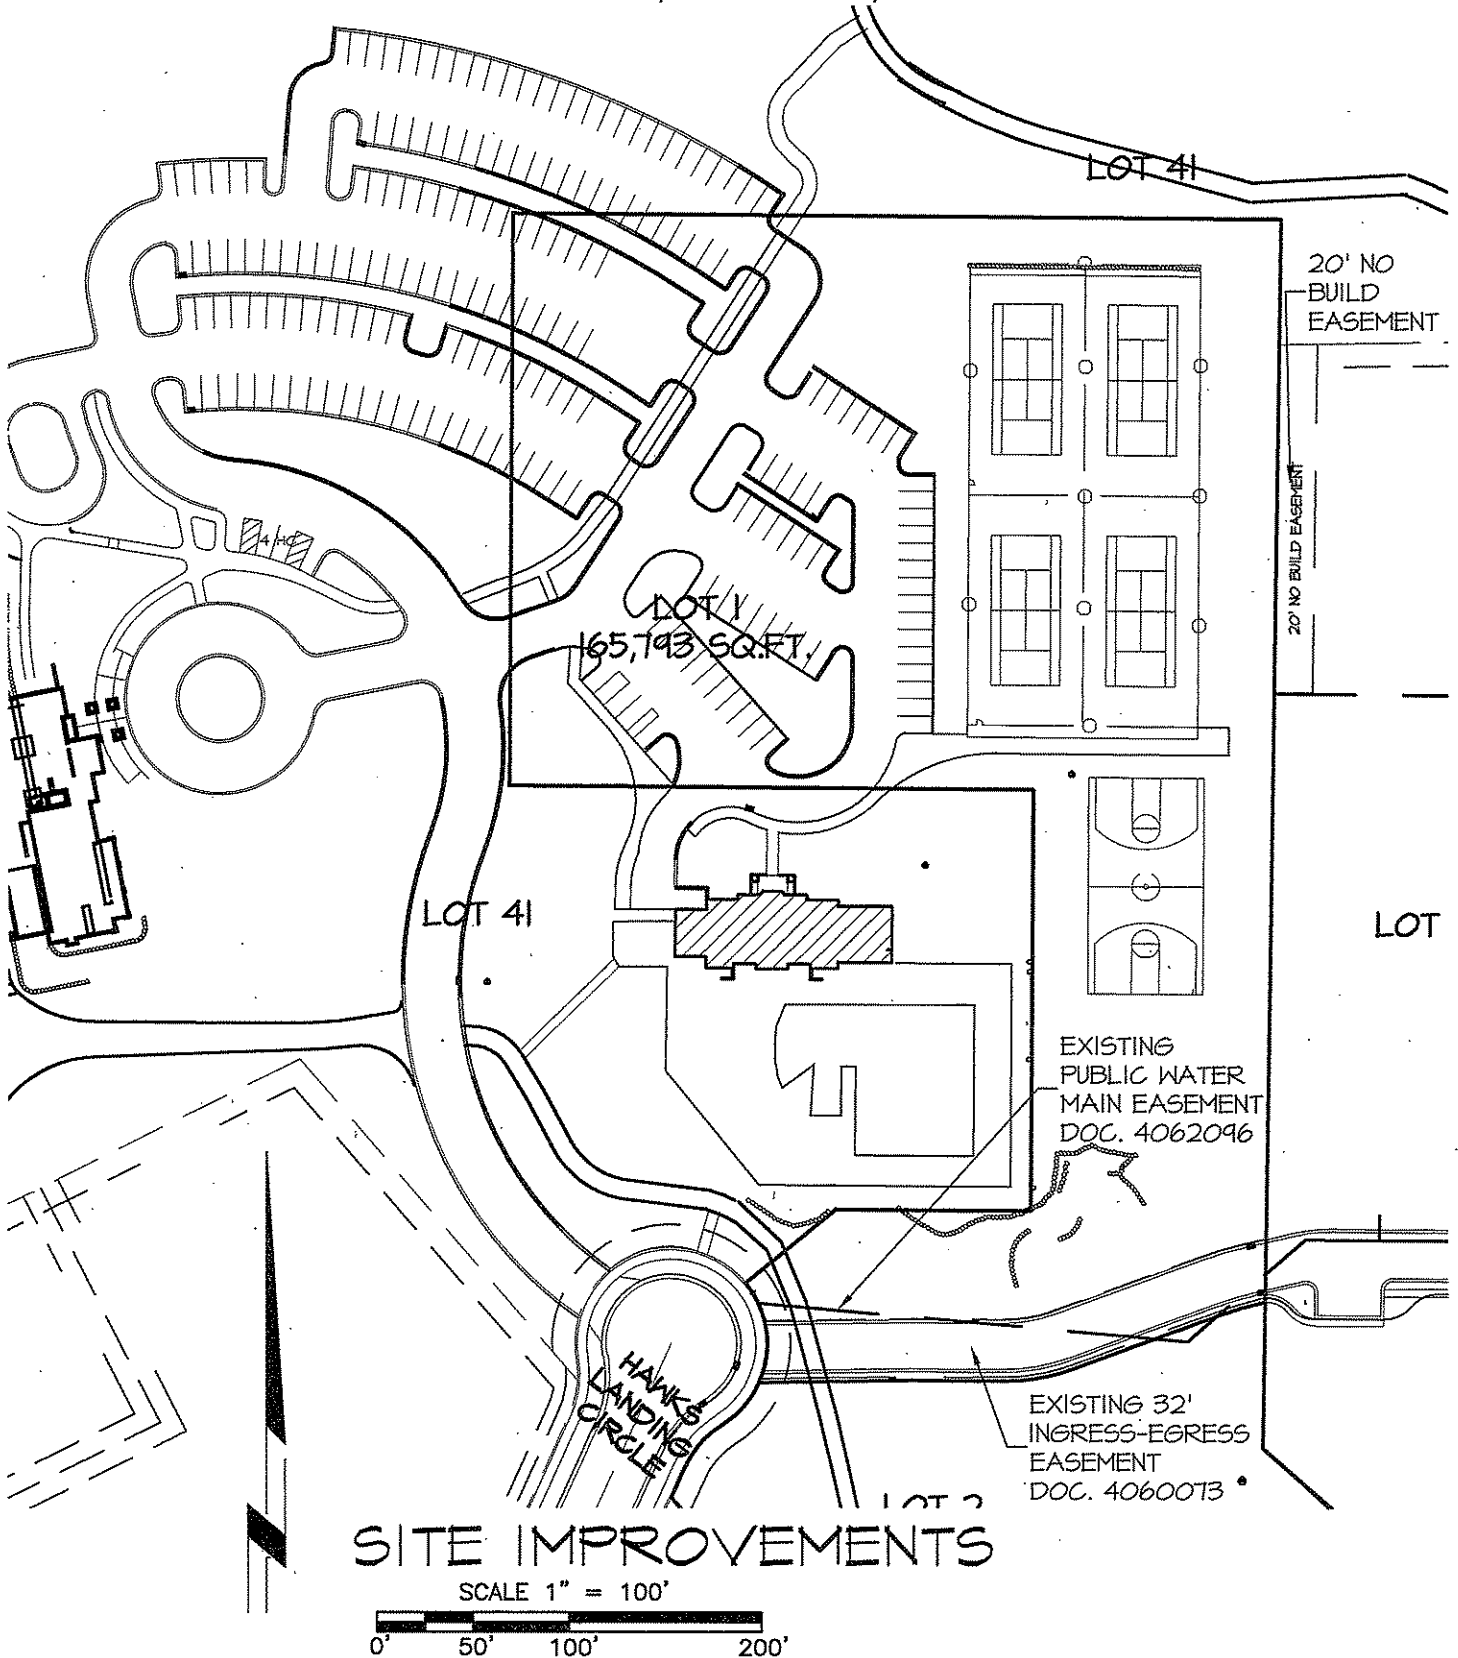 LOT 41
20' NO
BUILD
EASEMENT
20' NO BUILD EASEMENT
4 HC
LOT 1
165,793 SQ.FT.
LOT 41
LOT
EXISTING
PUBLIC WATER
MAIN EASEMENT
DOC. 4062096
HAWKS
LANDING
CIRCLE
EXISTING 32'
INGRESS-EGRESS
EASEMENT
DOC. 4060073
LOT 2
SITE IMPROVEMENTS
SCALE 1" = 100'
0' 50' 100' 200'